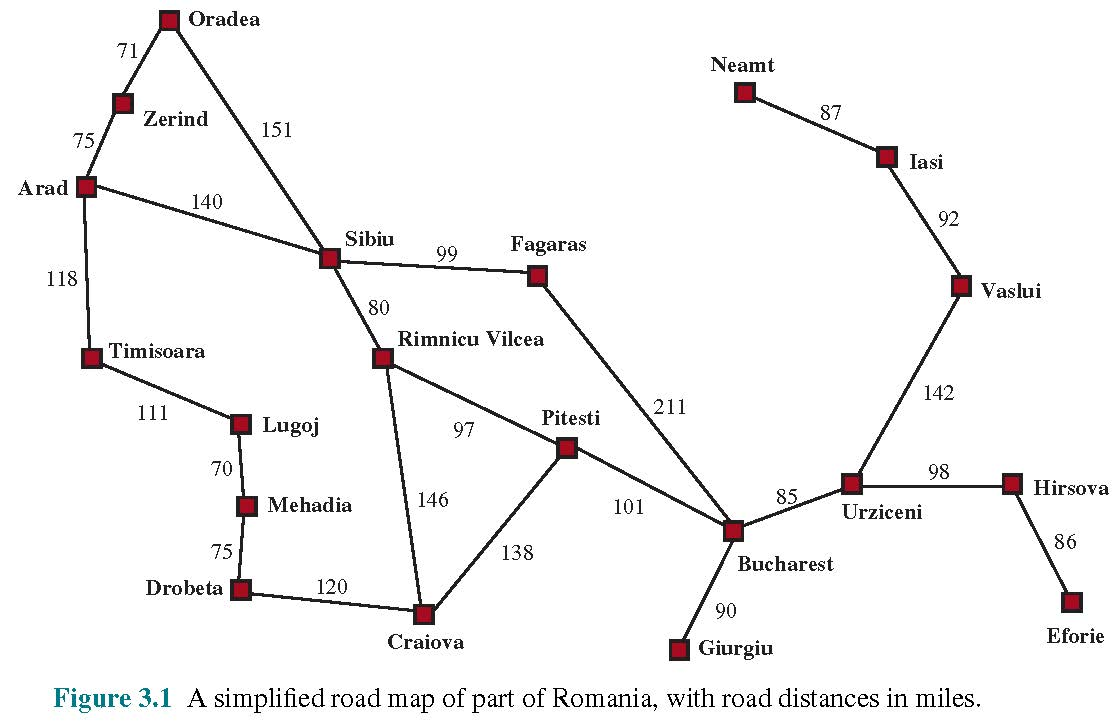 Oradea
71
Neamt
Zerind
87
151
75
Iasi
Arad
140
92
Sibiu
Fagaras
99
118
Vaslui
80
Timisoara
Rimnicu Vilcea
142
111
Lugoj
Pitesti
211
97
70
98
Hirsova
Mehadia
146
101
85
Urziceni
75
138
86
Drobeta
120
Bucharest
90
Craiova
Giurgiu
Eforie
Figure 3.1 A simplified road map of part of Romania, with road distances in miles.